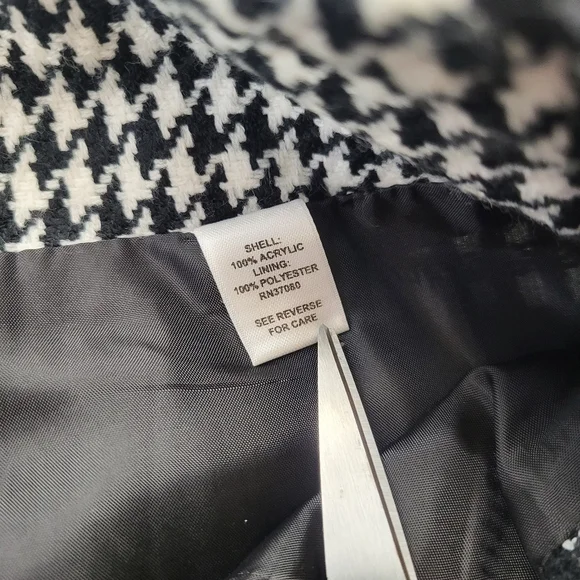 SHELL:
100% ACRYLIC
LINING:
100% POLYESTER
RN37080
SEE REVERSE
FOR CARE